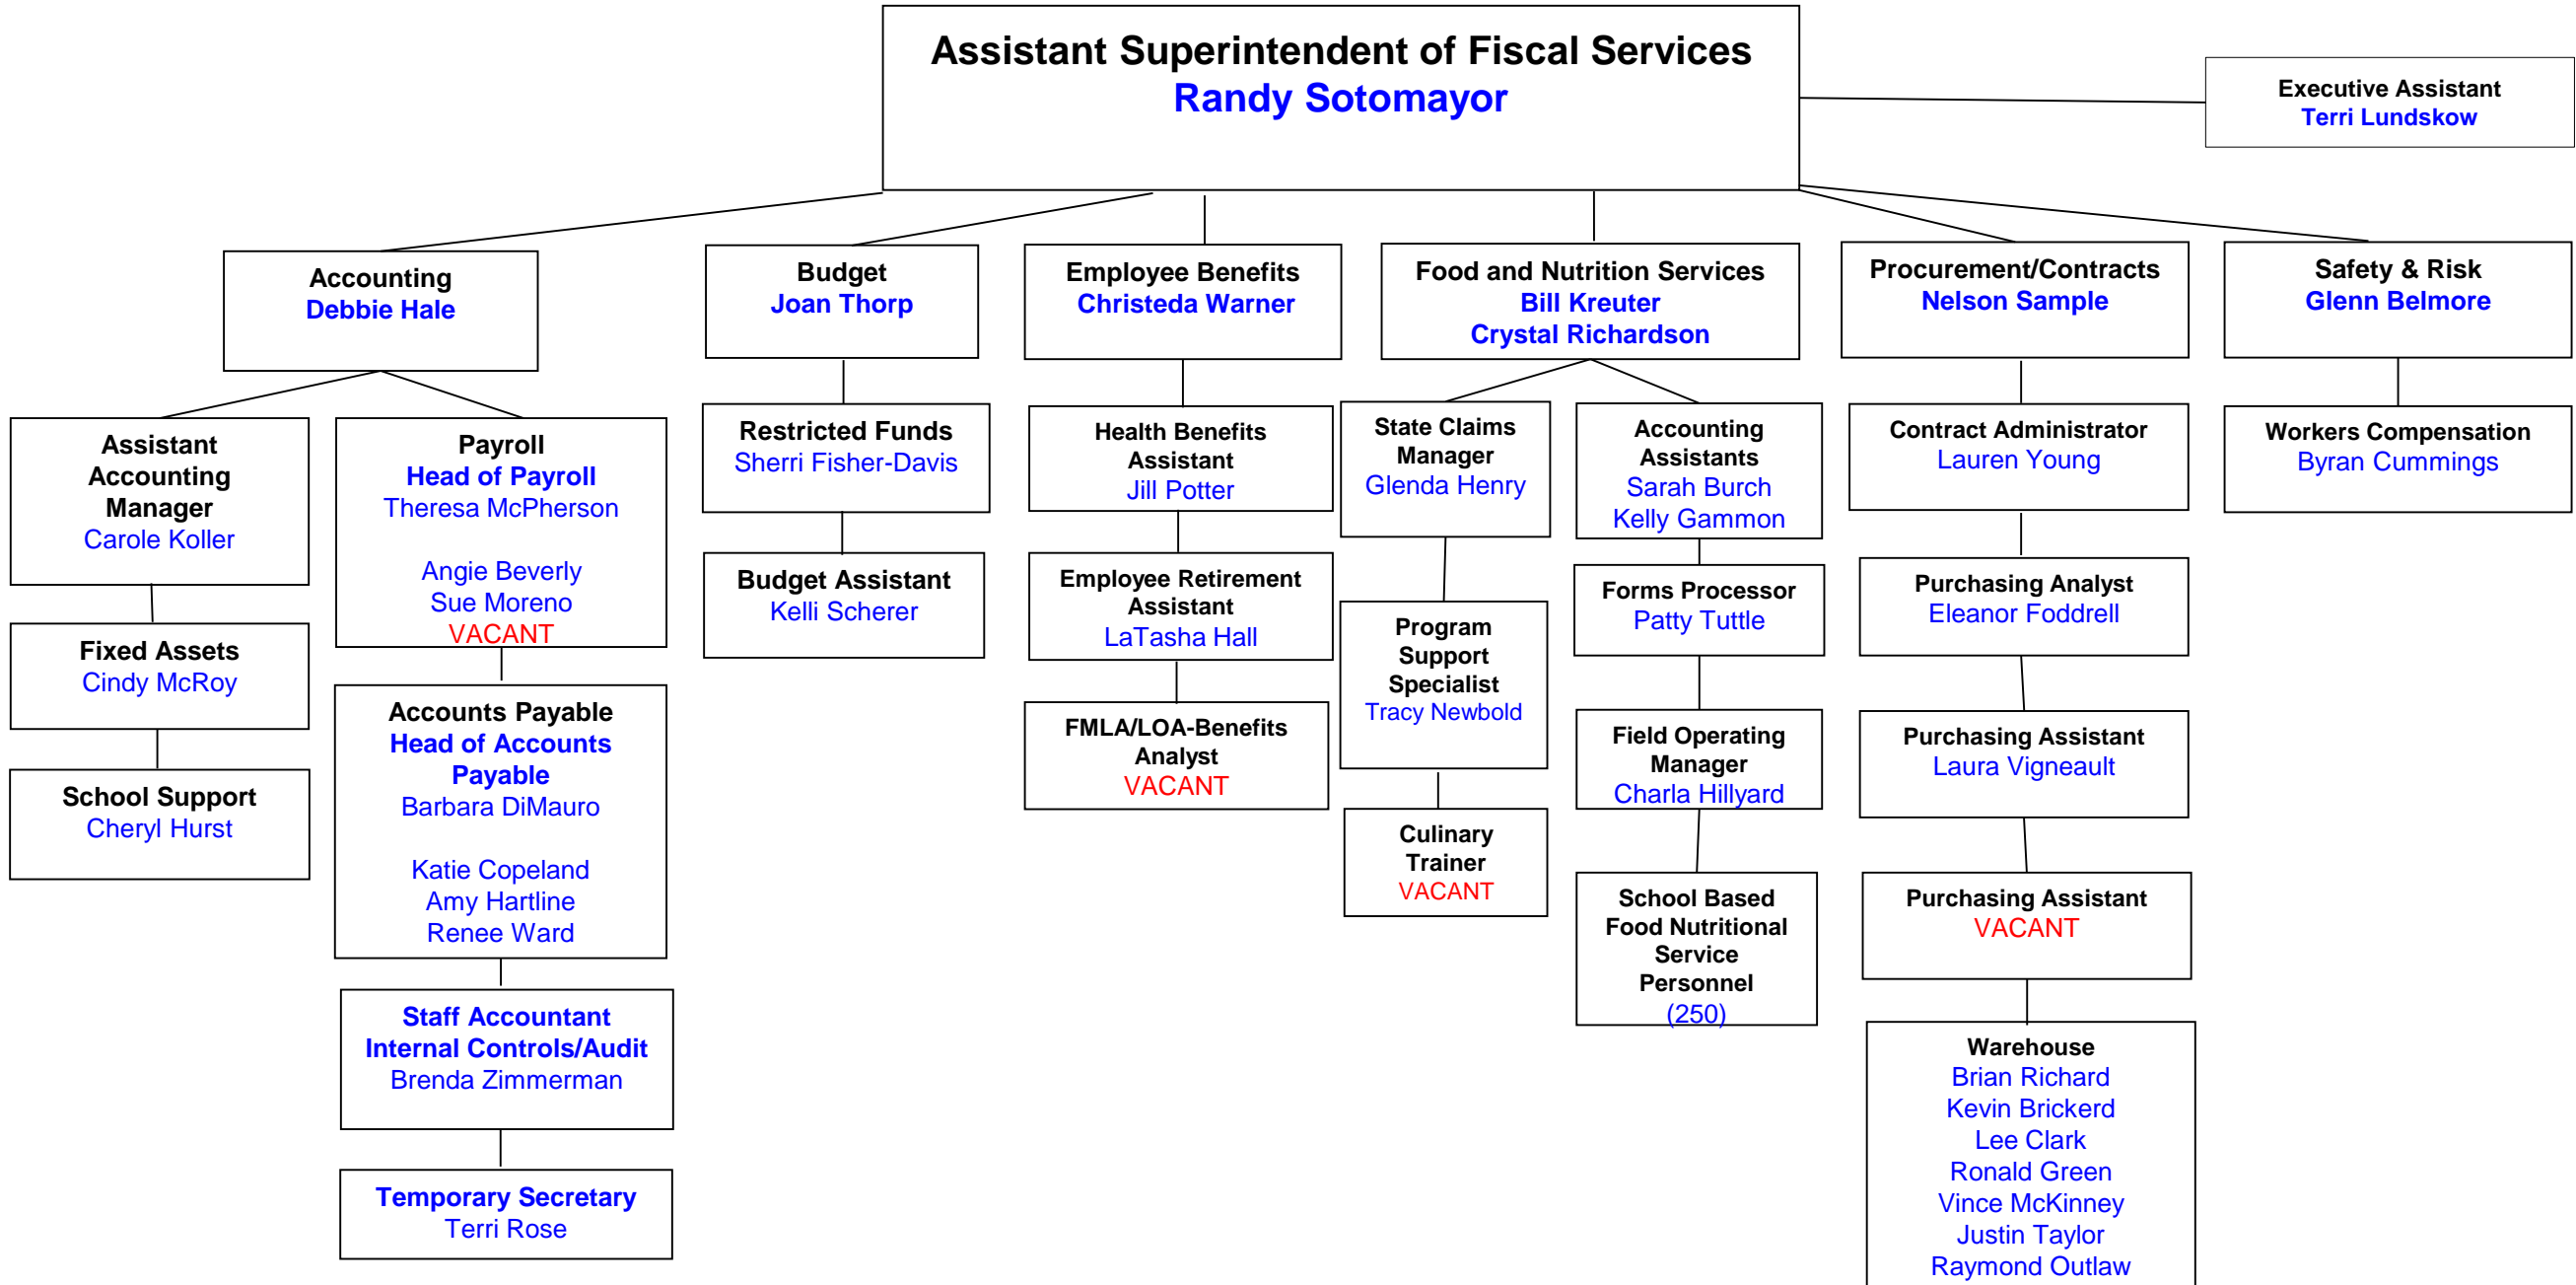 Assistant Superintendent of Fiscal Services
Randy Sotomayor
Executive Assistant
Terri Lundskow
Accounting
Debbie Hale
Budget
Joan Thorp
Employee Benefits
Christeda Warner
Food and Nutrition Services
Bill Kreuter
Crystal Richardson
Procurement/Contracts
Nelson Sample
Safety & Risk
Glenn Belmore
Assistant
Accounting
Manager
Carole Koller
Fixed Assets
Cindy McRoy
School Support
Cheryl Hurst
Payroll
Head of Payroll
Theresa McPherson
Angie Beverly
Sue Moreno
VACANT
Accounts Payable
Head of Accounts
Payable
Barbara DiMauro
Katie Copeland
Amy Hartline
Renee Ward
Staff Accountant
Internal Controls/Audit
Brenda Zimmerman
Temporary Secretary
Terri Rose
Restricted Funds
Sherri Fisher-Davis
Budget Assistant
Kelli Scherer
Health Benefits
Assistant
Jill Potter
Employee Retirement
Assistant
LaTasha Hall
FMLA/LOA-Benefits
Analyst
VACANT
State Claims
Manager
Glenda Henry
Program
Support
Specialist
Tracy Newbold
Culinary
Trainer
VACANT
Accounting
Assistants
Sarah Burch
Kelly Gammon
Forms Processor
Patty Tuttle
Field Operating
Manager
Charla Hillyard
School Based
Food Nutritional
Service
Personnel
(250)
Contract Administrator
Lauren Young
Purchasing Analyst
Eleanor Foddrell
Purchasing Assistant
Laura Vigneault
Purchasing Assistant
VACANT
Warehouse
Brian Richard
Kevin Brickerd
Lee Clark
Ronald Green
Vince McKinney
Justin Taylor
Raymond Outlaw
Workers Compensation
Byran Cummings